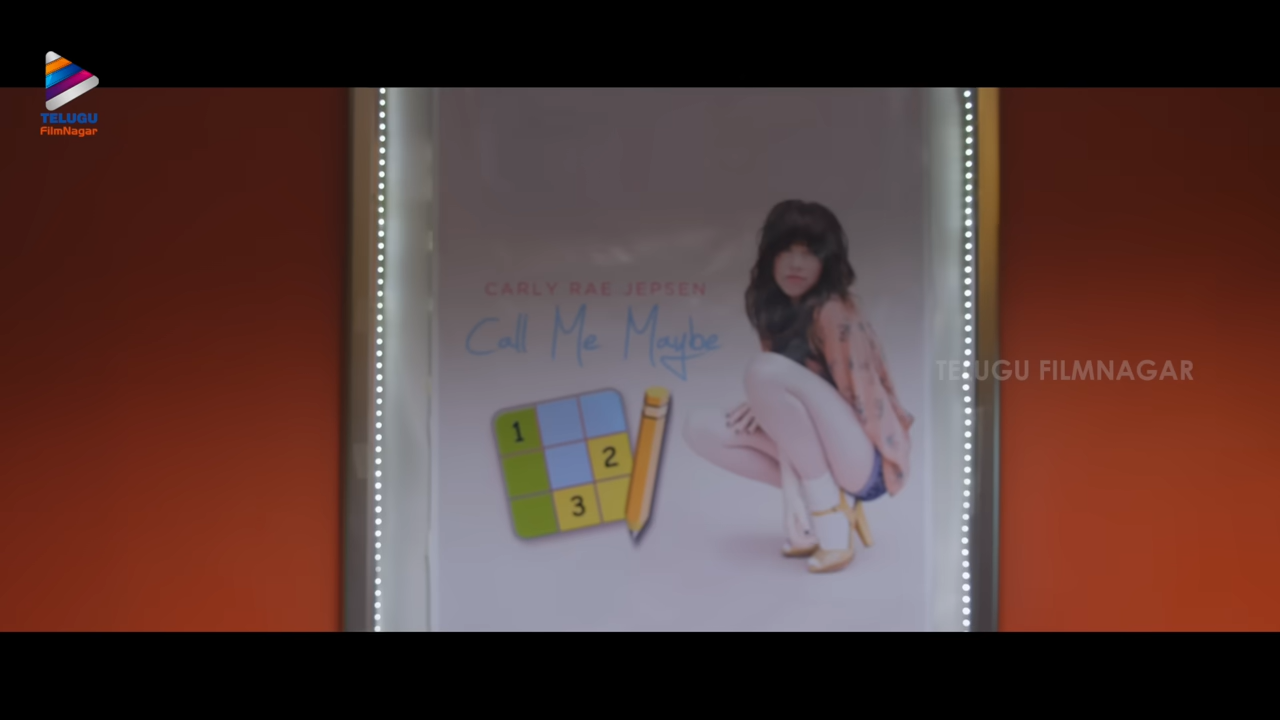 TELUGU
FilmNagar
CARLY RAE JEPSEN
Call Me Maybe
TELUGU FILMNAGAR
1
2
3